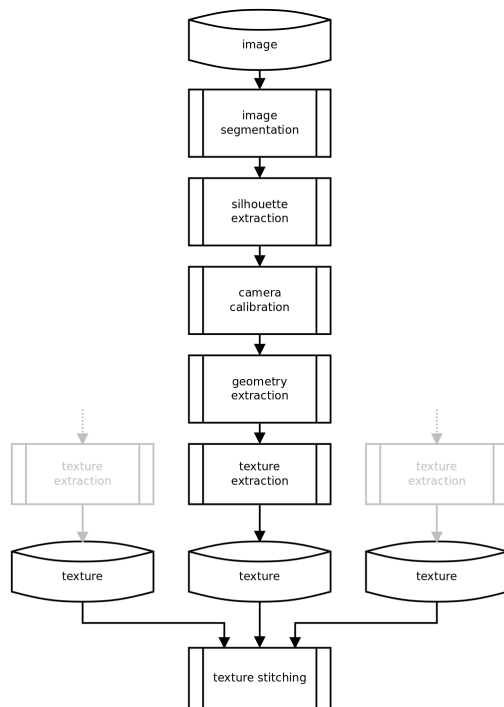 image
image
segmentation
silhouette
extraction
camera
calibration
geometry
extraction
texture
extraction
texture
extraction
texture
extraction
texture
texture
texture
texture stitching